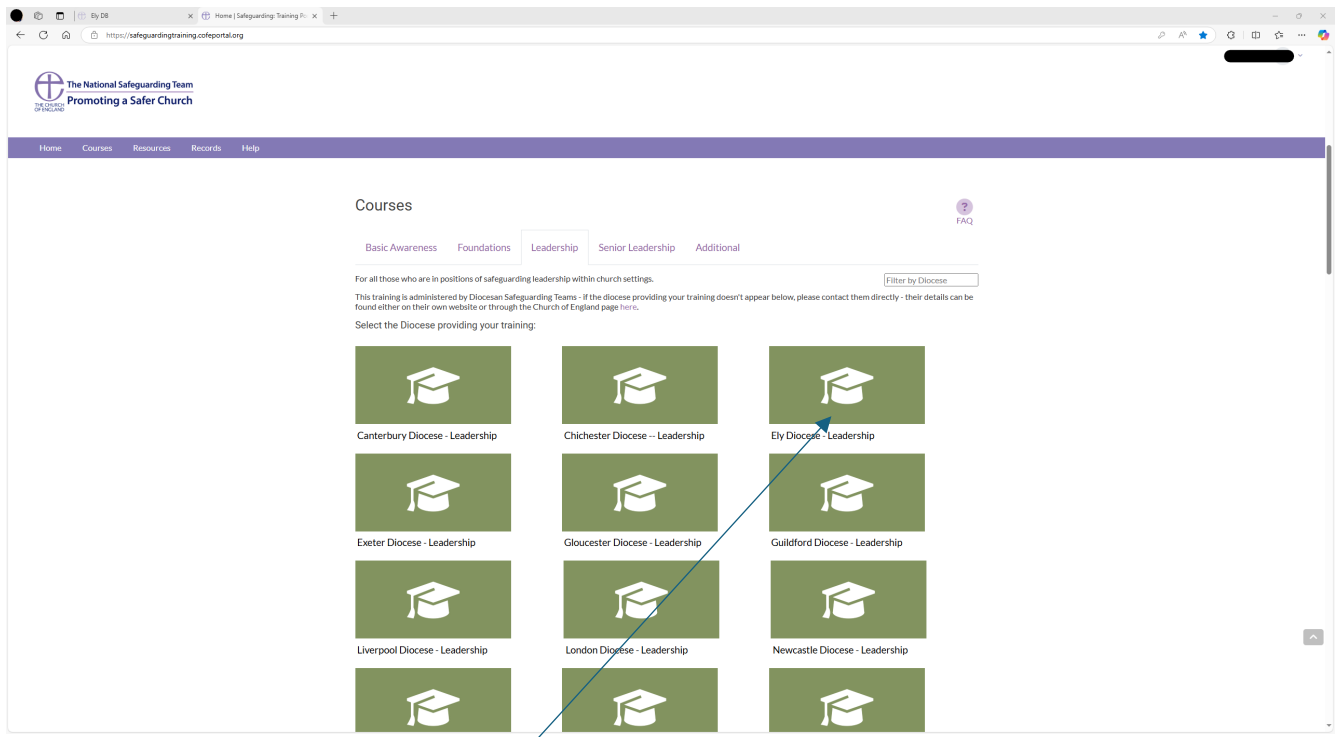 Ely DB
Home | Safeguarding: Training Po
https://safeguardingtraining.cofeportal.org
THE CHURCH
OF ENGLAND
The National Safeguarding Team
Promoting a Safer Church
Home Courses Resources Records Help
Courses
?
FAQ
Basic Awareness Foundations Leadership Senior Leadership Additional
For all those who are in positions of safeguarding leadership within church settings.
Filter by Diocese
This training is administered by Diocesan Safeguarding Teams - if the diocese providing your training doesn't appear below, please contact them directly - their details can be
found either on their own website or through the Church of England page here.
Select the Diocese providing your training:
Canterbury Diocese - Leadership
Chichester Diocese -- Leadership
Ely Diocese - Leadership
Exeter Diocese - Leadership
Gloucester Diocese - Leadership
Guildford Diocese - Leadership
Liverpool Diocese - Leadership
London Diocese - Leadership
Newcastle Diocese - Leadership